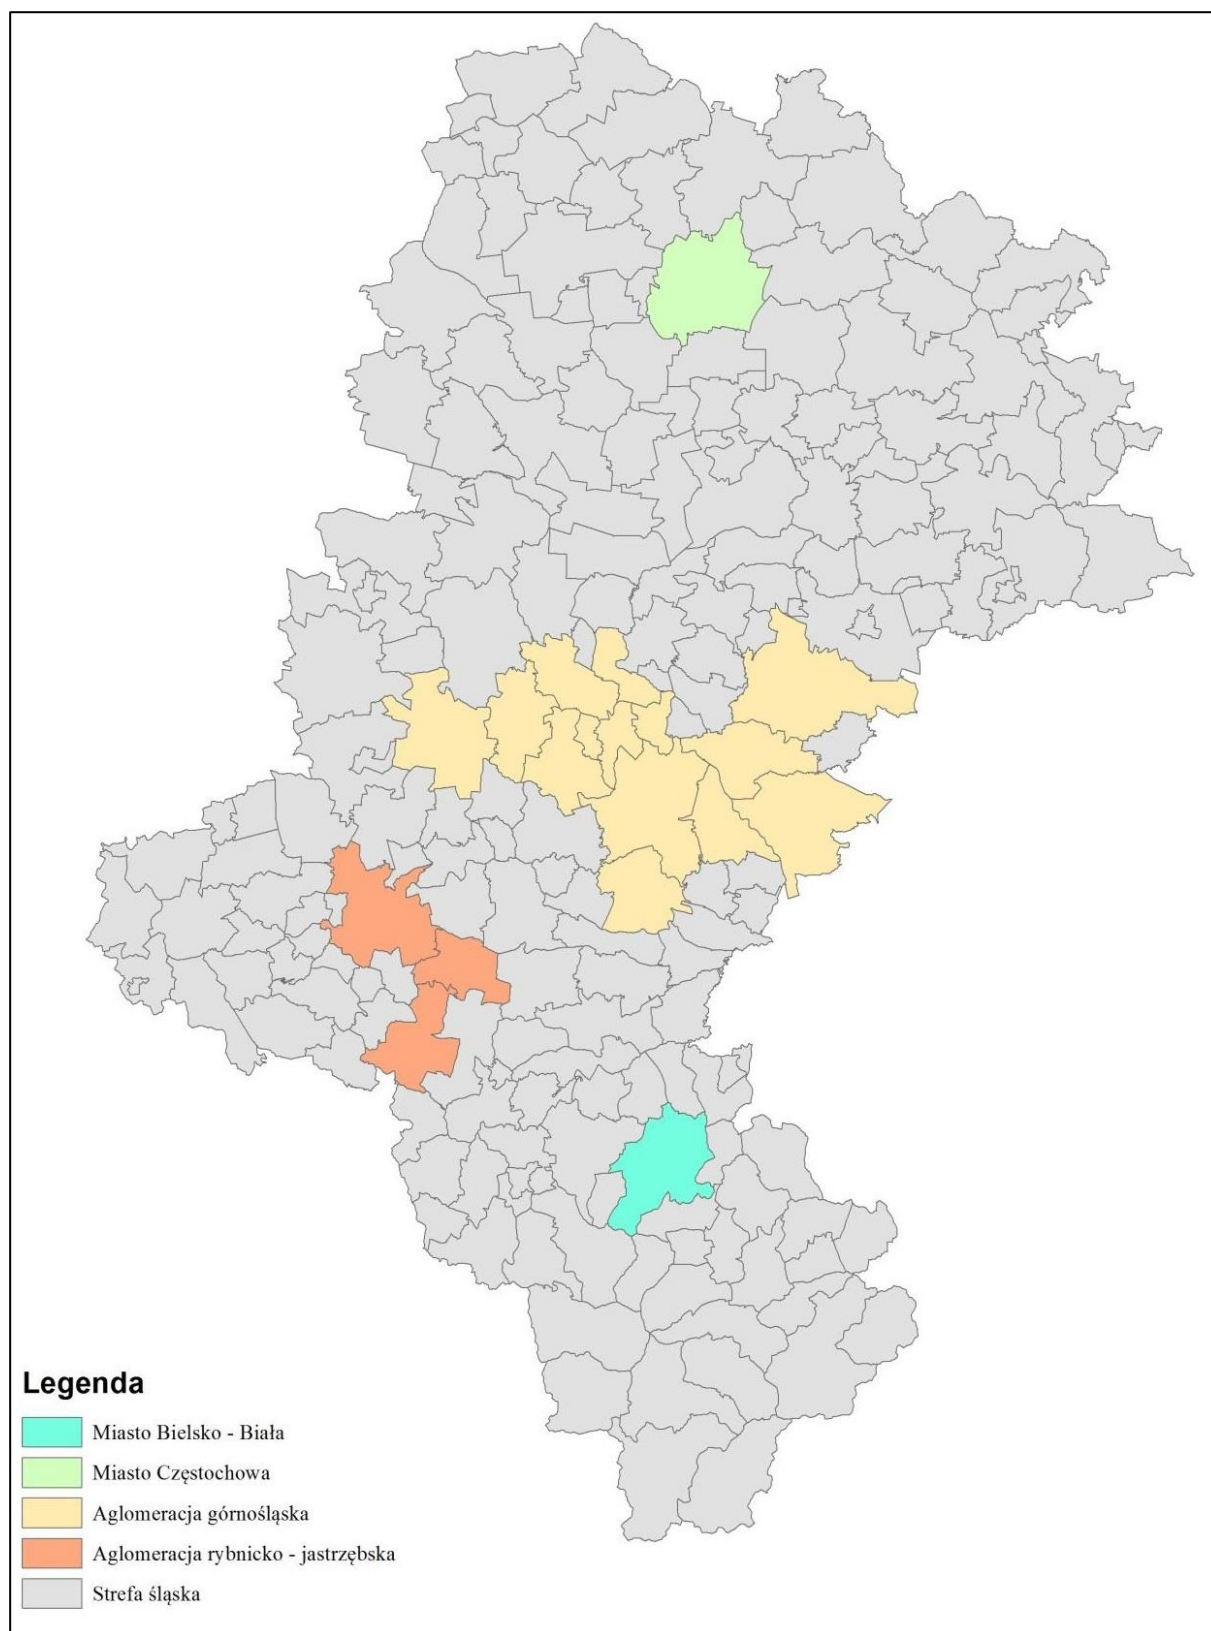 Legenda
Miasto Bielsko - Biała
Miasto Częstochowa
Aglomeracja górnośląska
Aglomeracja rybnicko - jastrzębska
Strefa śląska